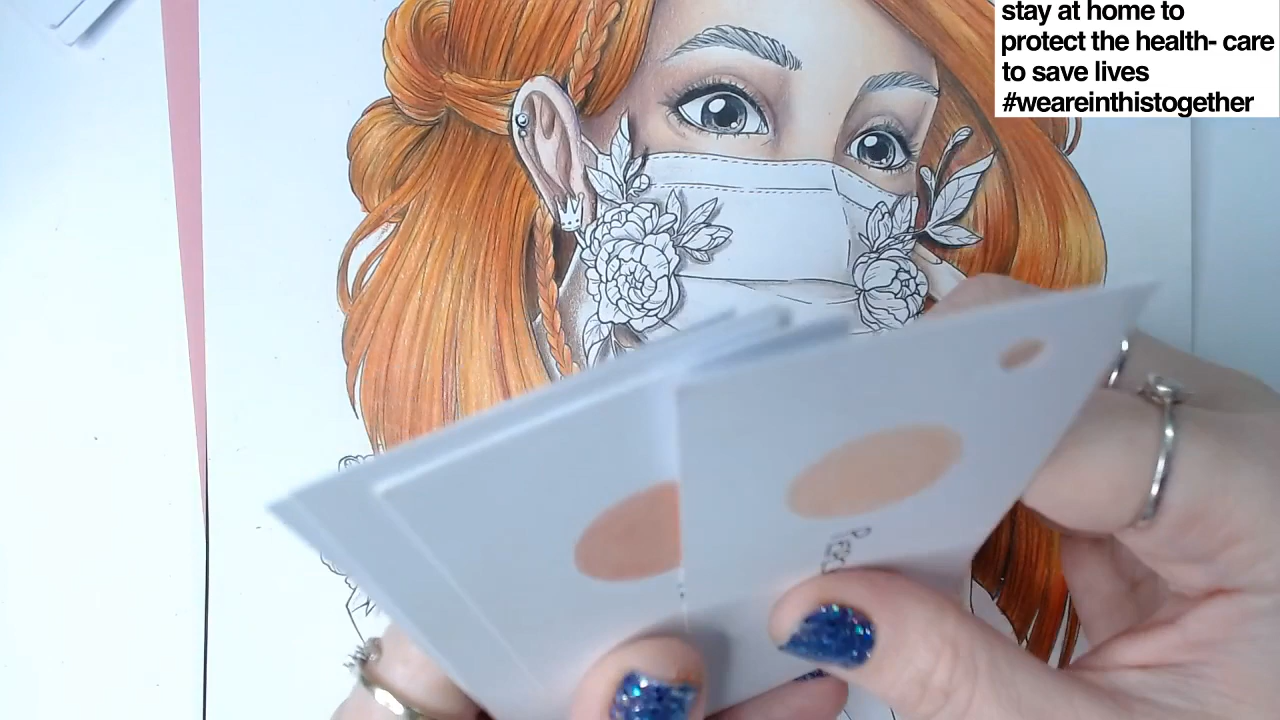 stay at home to
protect the health- care
to save lives
#weareinthistogether